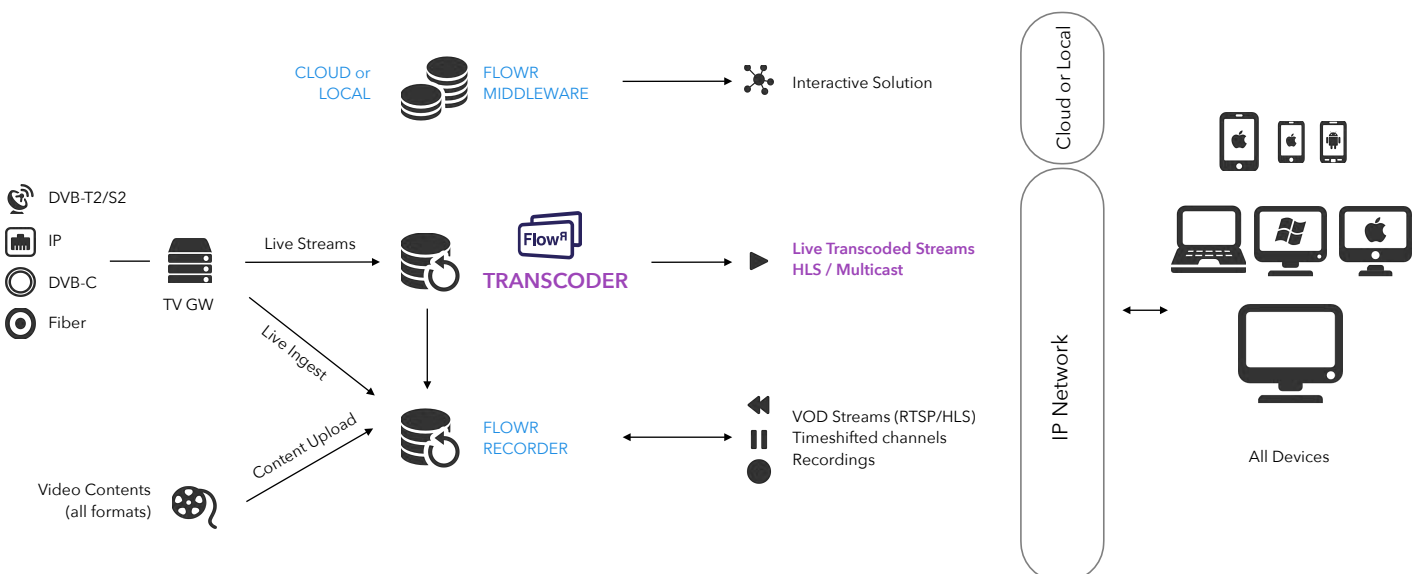 CLOUD or
LOCAL
FLOWR
MIDDLEWARE
Interactive Solution
Cloud or Local
DVB-T2/S2
IP
DVB-C
Fiber
TV GW
Live Streams
Flowᴿ
TRANSCODER
Live Transcoded Streams
HLS / Multicast
Live Ingest
Content Upload
Video Contents
(all formats)
FLOWR
RECORDER
VOD Streams (RTSP/HLS)
Timeshifted channels
Recordings
IP Network
All Devices